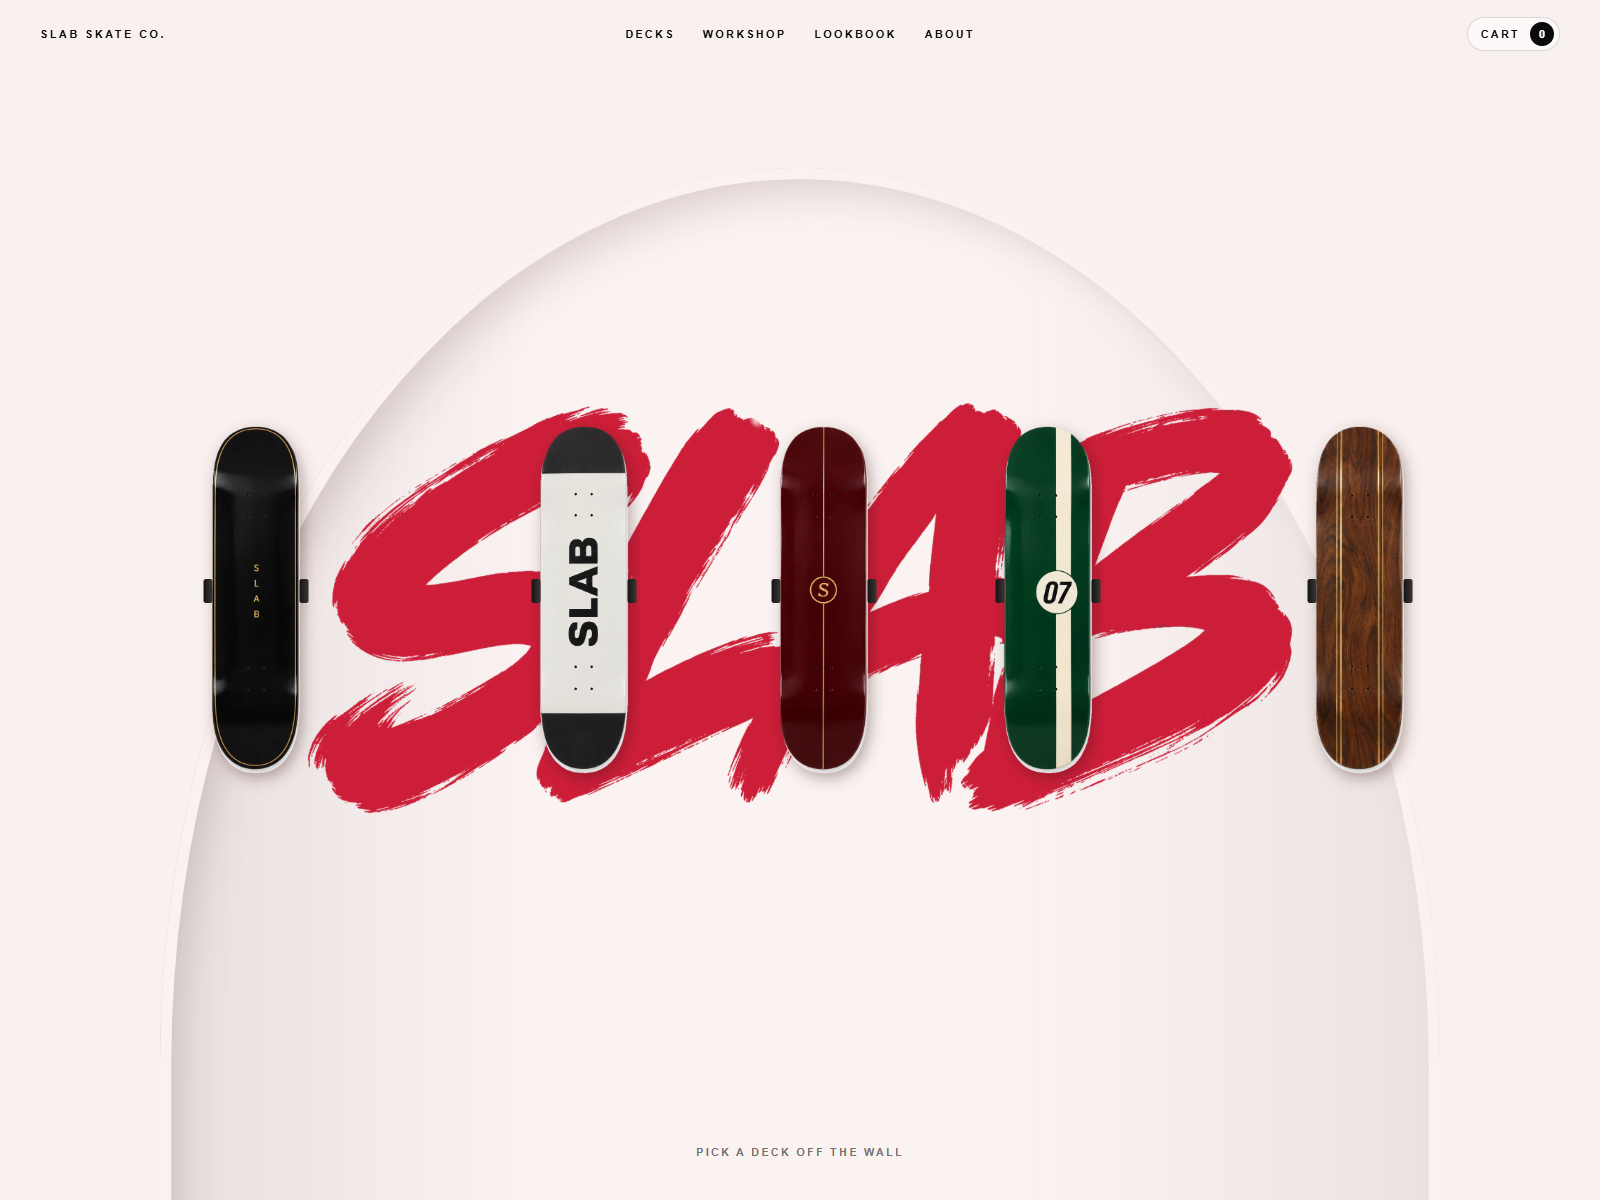 SLAB SKATE CO.
DECKS WORKSHOP LOOKBOOK ABOUT
CART 0
SLAB
S
L
A
B
SLAB
S
07
PICK A DECK OFF THE WALL